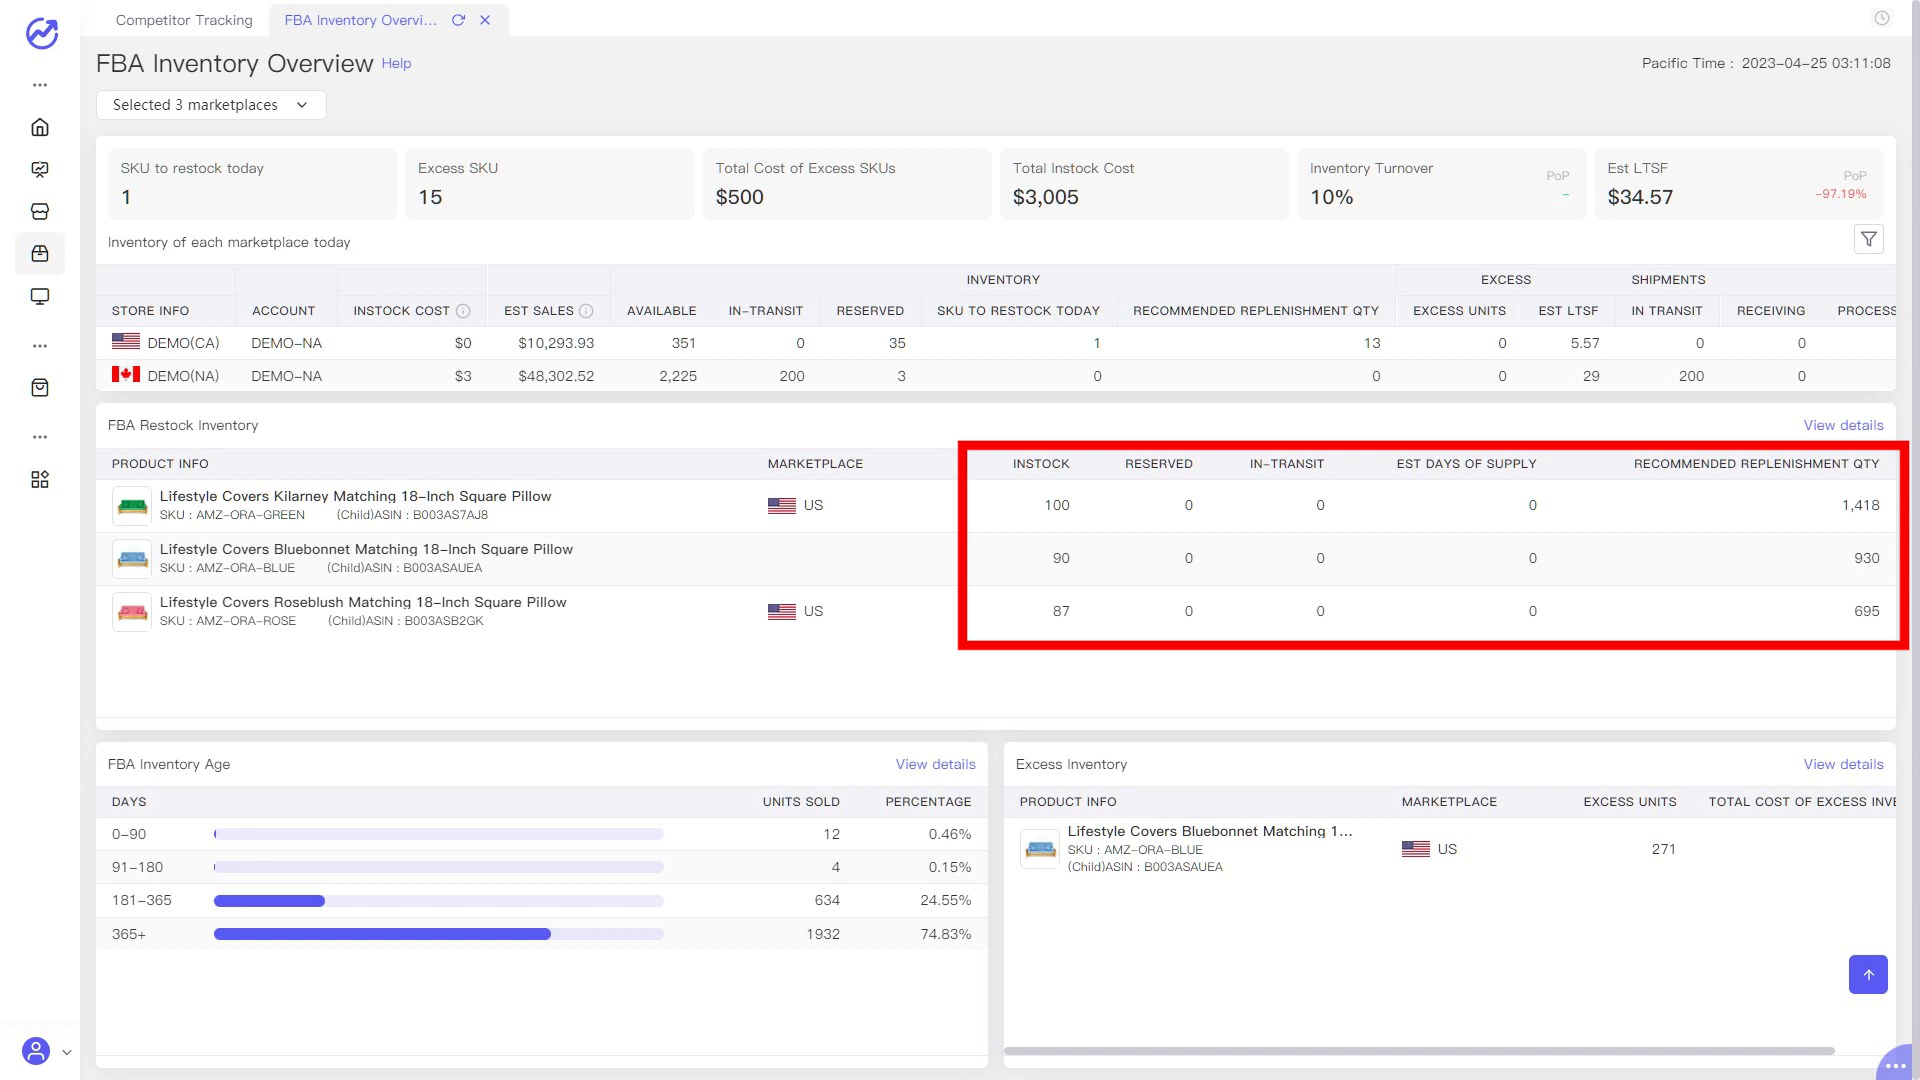 Competitor Tracking
FBA Inventory Overvi...
FBA Inventory Overview Help
Pacific Time : 2023-04-25 03:11:08
Selected 3 marketplaces
SKU to restock today
1
Excess SKU
15
Total Cost of Excess SKUs
$500
Total Instock Cost
$3,005
Inventory Turnover
10%
PoP
-
Est LTSF
$34.57
PoP
-97.19%
Inventory of each marketplace today
INVENTORY EXCESS SHIPMENTS
STORE INFO ACCOUNT INSTOCK COST EST SALES AVAILABLE IN-TRANSIT RESERVED SKU TO RESTOCK TODAY RECOMMENDED REPLENISHMENT QTY EXCESS UNITS EST LTSF IN TRANSIT RECEIVING PROCESS
DEMO(CA) DEMO-NA $0 $10,293.93 351 0 35 1 13 0 5.57 0 0
DEMO(NA) DEMO-NA $3 $48,302.52 2,225 200 3 0 0 0 29 200 0
FBA Restock Inventory View details
PRODUCT INFO MARKETPLACE INSTOCK RESERVED IN-TRANSIT EST DAYS OF SUPPLY RECOMMENDED REPLENISHMENT QTY
Lifestyle Covers Kilarney Matching 18-Inch Square Pillow
SKU : AMZ-ORA-GREEN (Child)ASIN : B003AS7AJ8
US 100 0 0 0 1,418
Lifestyle Covers Bluebonnet Matching 18-Inch Square Pillow
SKU : AMZ-ORA-BLUE (Child)ASIN : B003ASAUEA
90 0 0 0 930
Lifestyle Covers Roseblush Matching 18-Inch Square Pillow
SKU : AMZ-ORA-ROSE (Child)ASIN : B003ASB2GK
US 87 0 0 0 695
FBA Inventory Age View details
DAYS UNITS SOLD PERCENTAGE
0-90 12 0.46%
91-180 4 0.15%
181-365 634 24.55%
365+ 1932 74.83%
Excess Inventory View details
PRODUCT INFO MARKETPLACE EXCESS UNITS TOTAL COST OF EXCESS INVE
Lifestyle Covers Bluebonnet Matching 1...
SKU : AMZ-ORA-BLUE
(Child)ASIN : B003ASAUEA
US 271